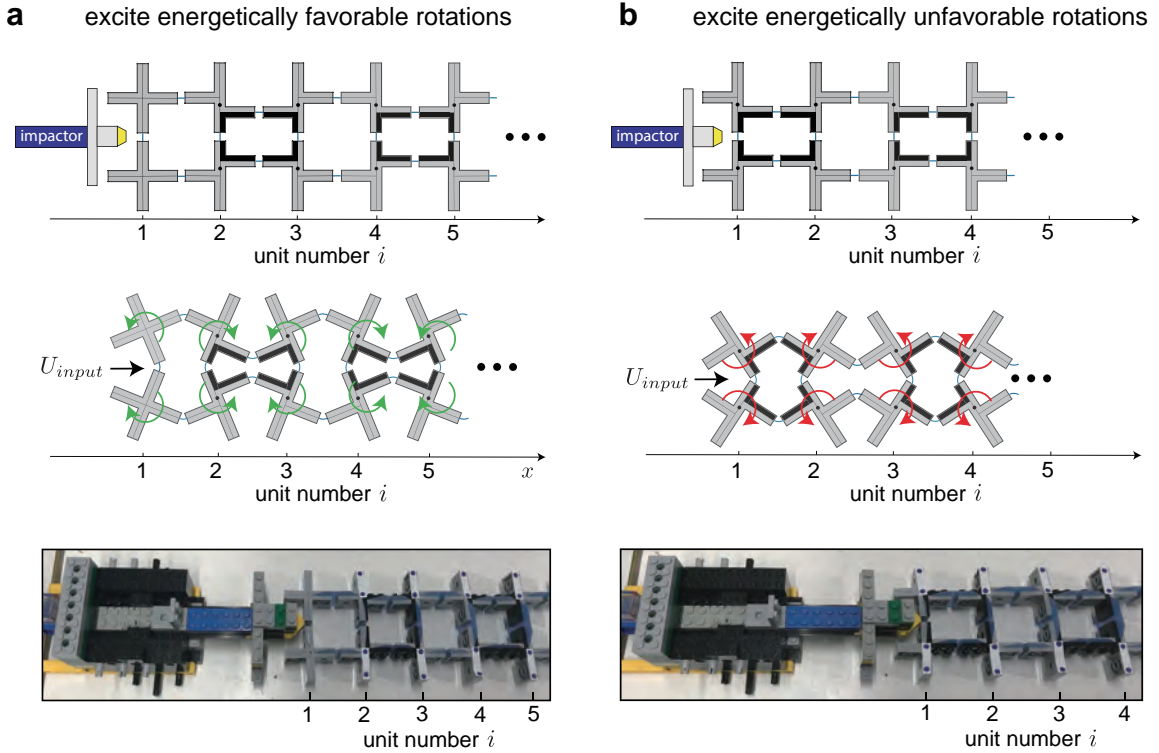 a excite energetically favorable rotations
impactor
1 2 3 4 5
unit number i
U_input
1 2 3 4 5 x
unit number i
1 2 3 4 5
unit number i
b excite energetically unfavorable rotations
impactor
1 2 3 4 5
unit number i
U_input
1 2 3 4 5
unit number i
1 2 3 4
unit number i